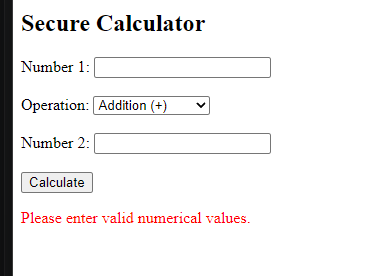 Secure Calculator
Number 1:
Operation: Addition (+)
Number 2:
Calculate
Please enter valid numerical values.